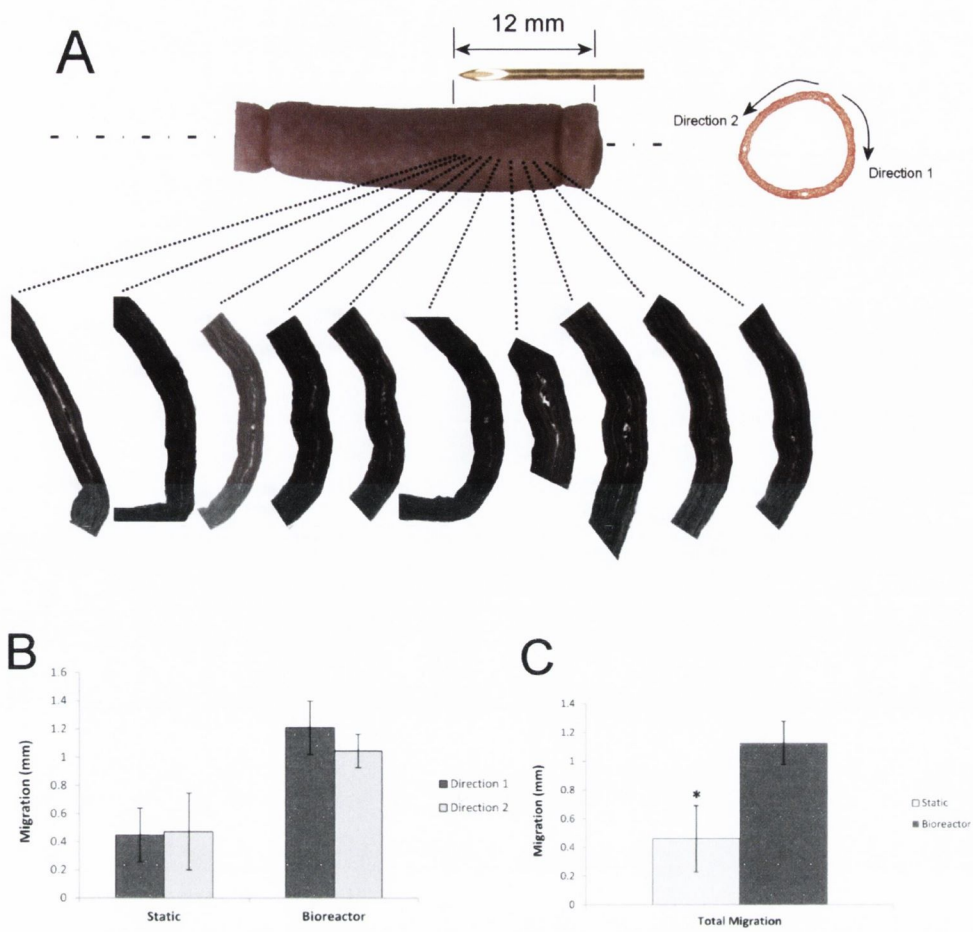 A
12 mm
Direction 2
Direction 1
B
Migration (mm)
1.6
1.4
1.2
1
0.8
0.6
0.4
0.2
0
Static
Bioreactor
Direction 1
Direction 2
C
Migration (mm)
1.4
1.2
1
0.8
0.6
0.4
0.2
0
*
Total Migration
Static
Bioreactor